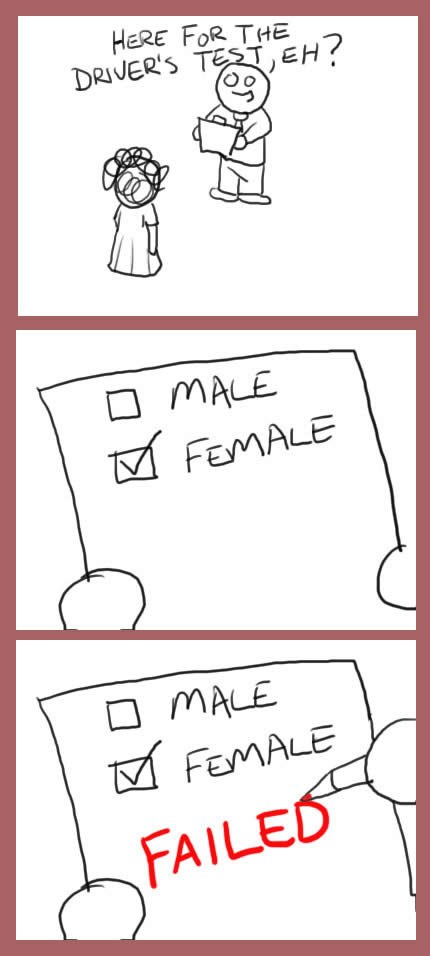 HERE FOR THE
DRIVER'S TEST, EH?
MALE
FEMALE
MALE
FEMALE
FAILED